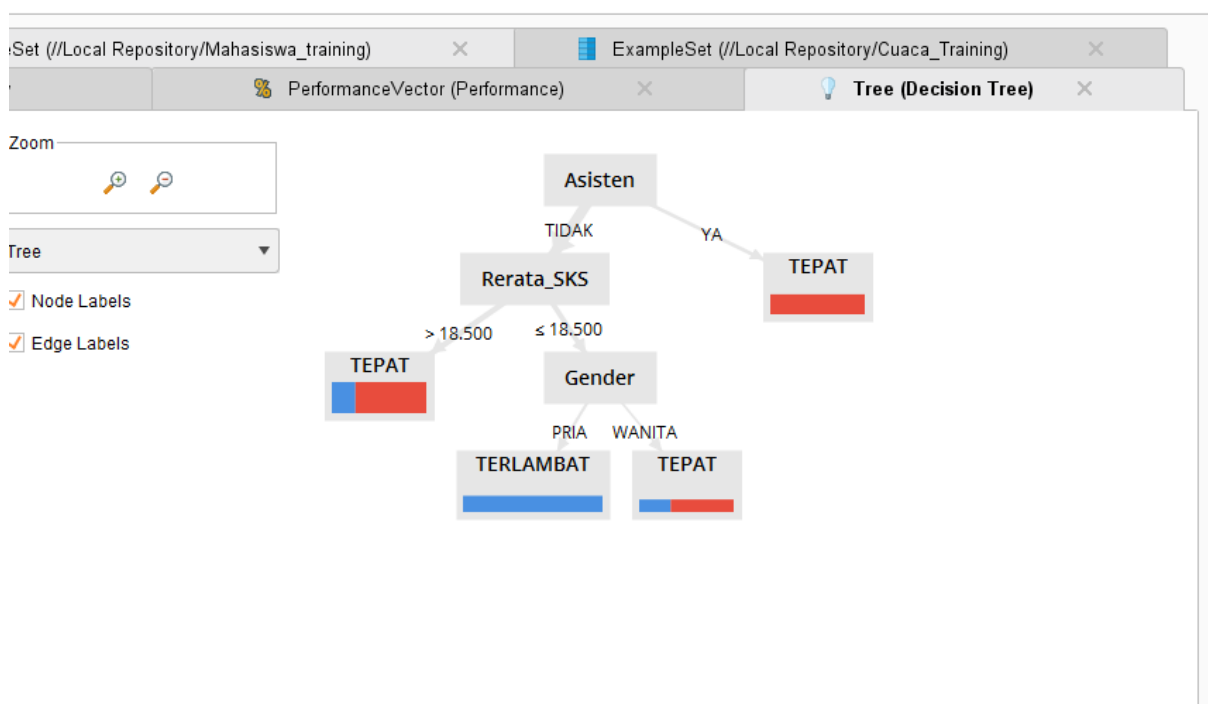 Set (//Local Repository/Mahasiswa_training)
ExampleSet (//Local Repository/Cuaca_Training)
PerformanceVector (Performance)
Tree (Decision Tree)
Zoom
Tree
Node Labels
Edge Labels
Asisten
TIDAK
YA
Rerata_SKS
TEPAT
> 18.500
≤ 18.500
TEPAT
Gender
PRIA
WANITA
TERLAMBAT
TEPAT